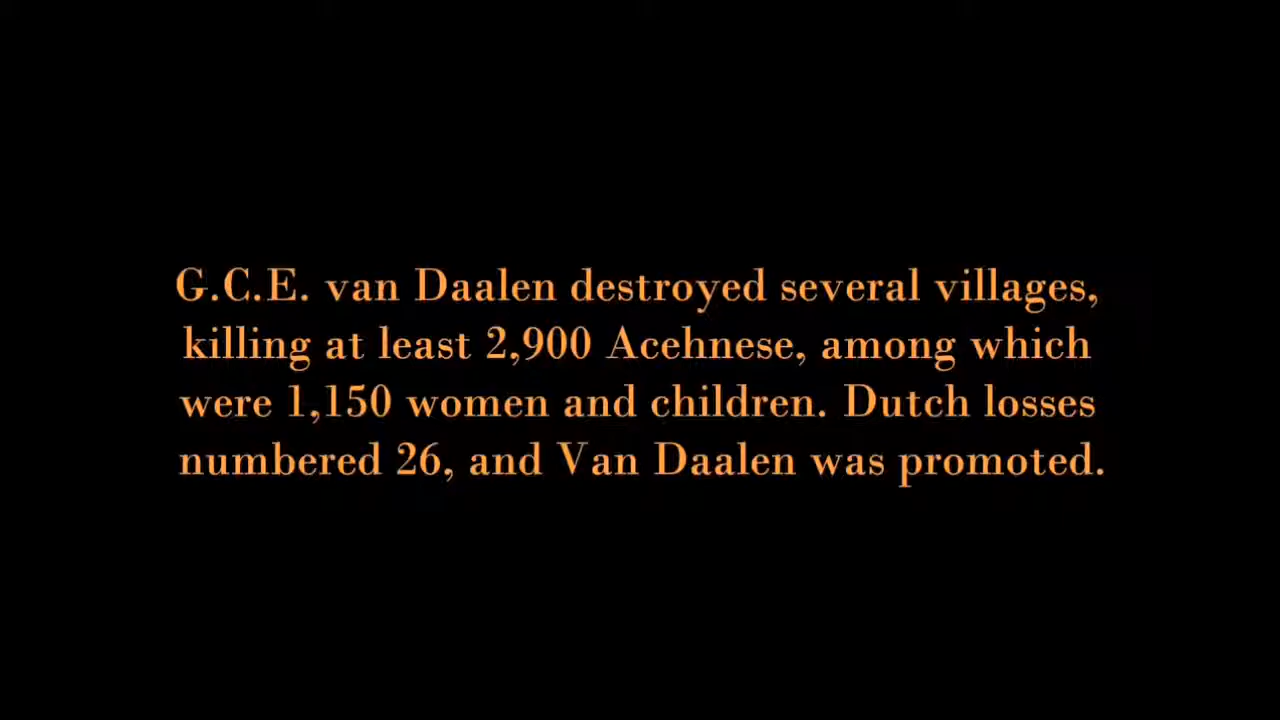 G.C.E. van Daalen destroyed several villages,
killing at least 2,900 Acehnese, among which
were 1,150 women and children. Dutch losses
numbered 26, and Van Daalen was promoted.